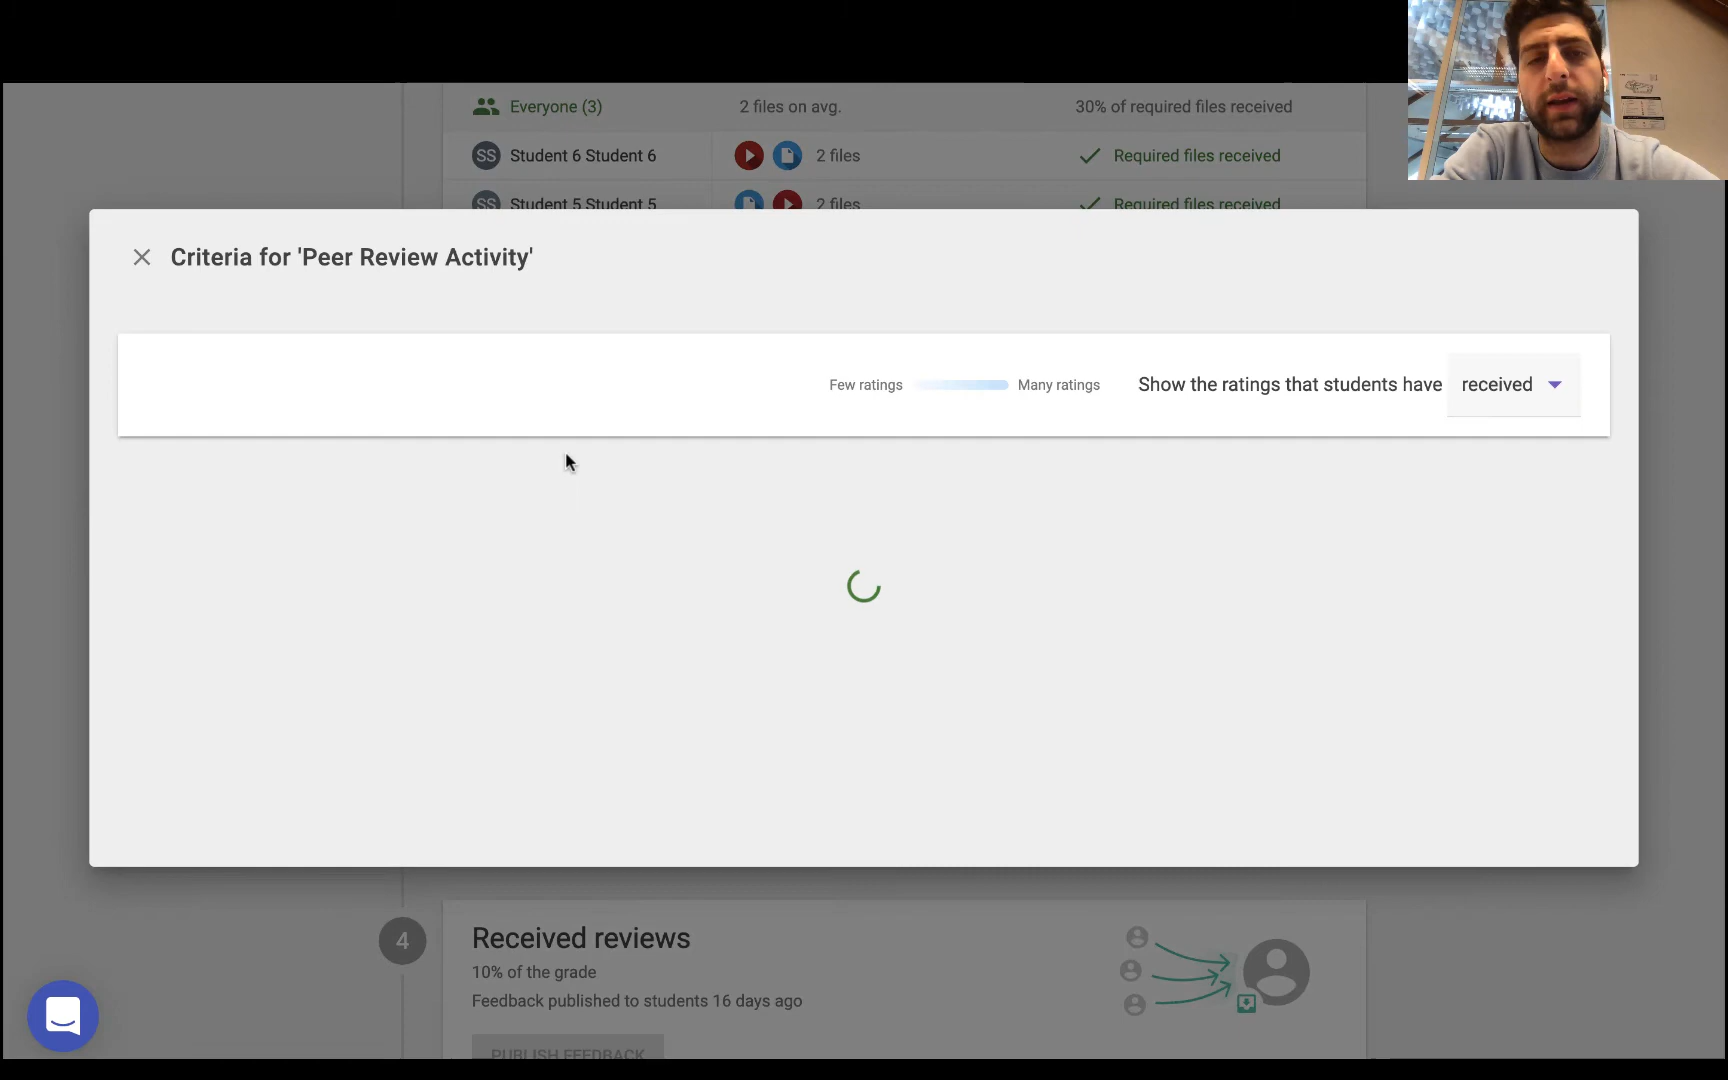 Everyone (3) 2 files on avg. 30% of required files received
SS Student 6 Student 6 2 files Required files received
SS Student 5 Student 5 2 files Required files received
Criteria for 'Peer Review Activity'
Few ratings Many ratings Show the ratings that students have received
4 Received reviews
10% of the grade
Feedback published to students 16 days ago
PUBLISH FEEDBACK